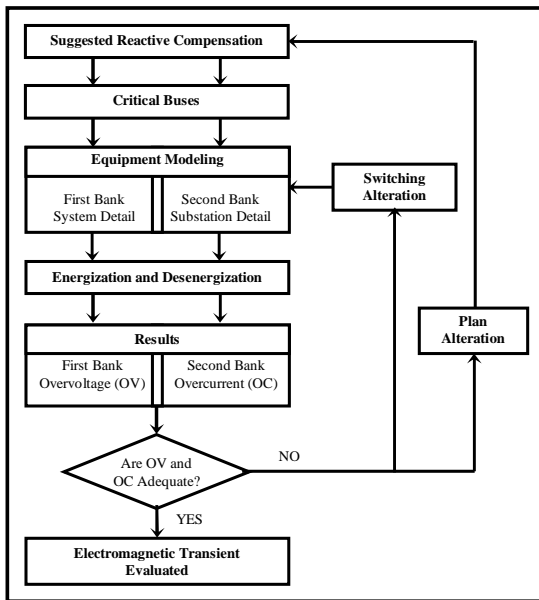 Suggested Reactive Compensation
Critical Buses
Equipment Modeling
First Bank
System Detail
Second Bank
Substation Detail
Switching
Alteration
Energization and Desenergization
Results
First Bank
Overvoltage (OV)
Second Bank
Overcurrent (OC)
Plan
Alteration
Are OV and
OC Adequate?
NO
YES
Electromagnetic Transient
Evaluated